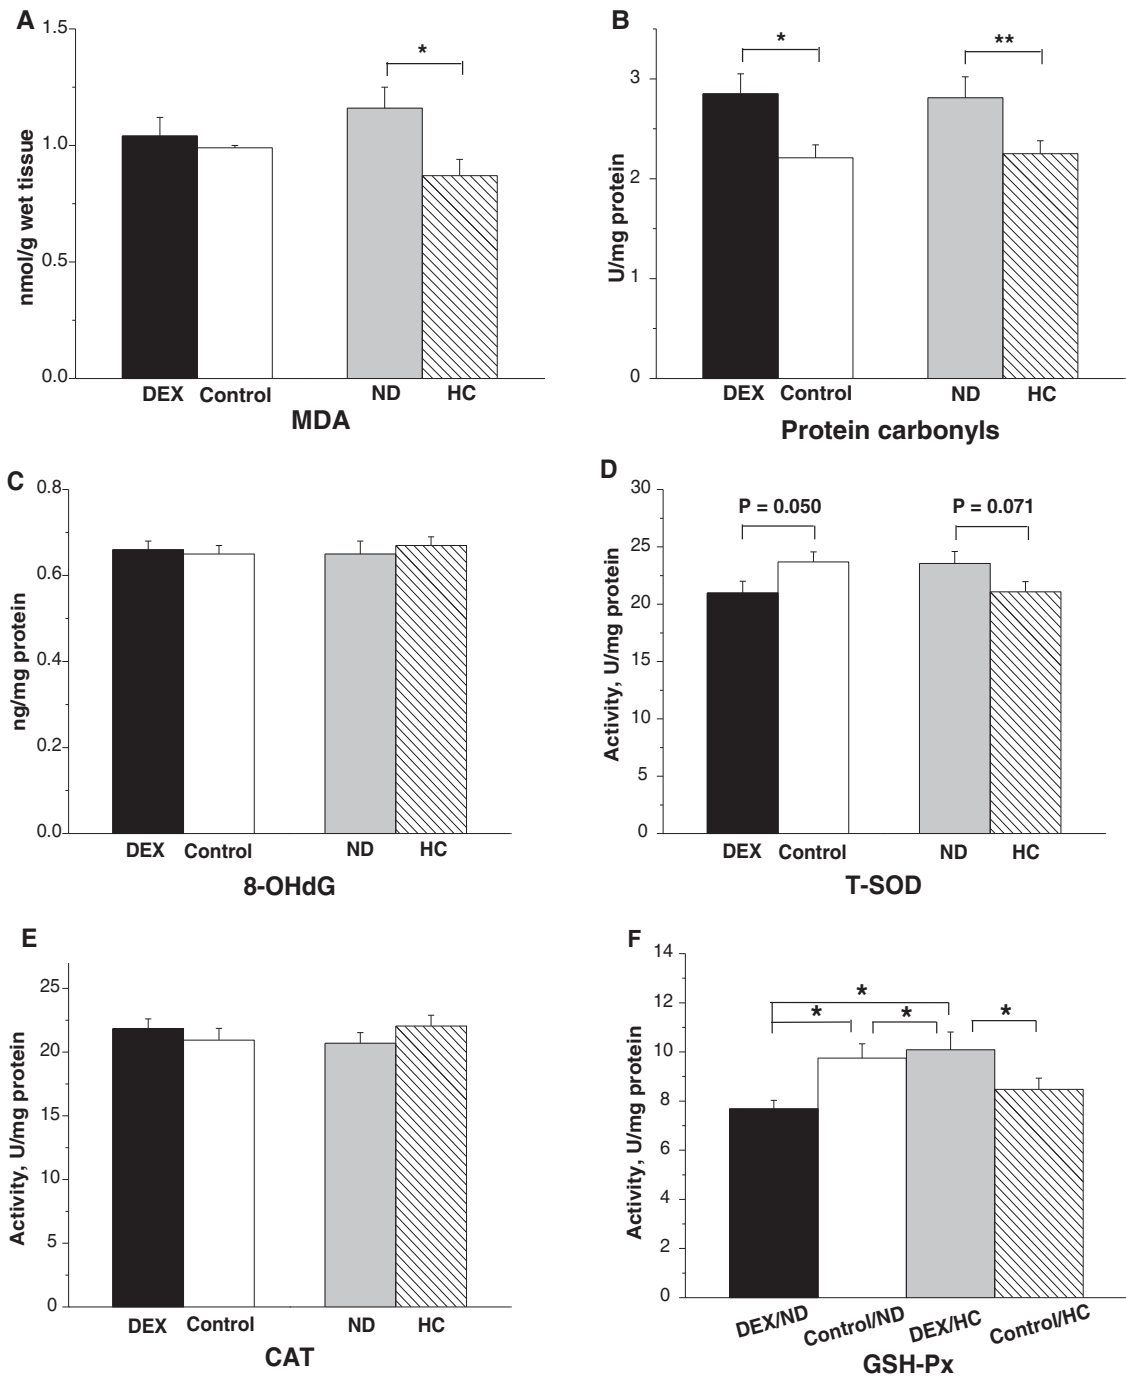 A
1.5
1.0
0.5
0.0
nmol/g wet tissue
*
DEX Control ND HC
MDA
B
3
2
1
0
U/mg protein
*
**
DEX Control ND HC
Protein carbonyls
C
0.8
0.6
0.4
0.2
0.0
ng/mg protein
DEX Control ND HC
8-OHdG
D
30
25
20
15
10
5
0
Activity, U/mg protein
P = 0.050
P = 0.071
DEX Control ND HC
T-SOD
E
25
20
15
10
5
0
Activity, U/mg protein
DEX Control ND HC
CAT
F
14
12
10
8
6
4
2
0
Activity, U/mg protein
*
* * *
DEX/ND Control/ND DEX/HC Control/HC
GSH-Px